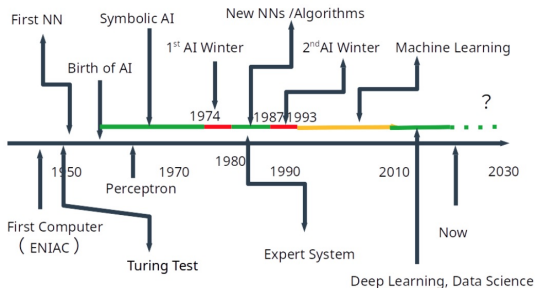 First NN
Symbolic AI
New NNs /Algorithms
1st AI Winter
2nd AI Winter
Machine Learning
Birth of AI
?
1974
1987
1993
1950
1970
1980
1990
2010
2030
Perceptron
First Computer
( ENIAC )
Turing Test
Expert System
Now
Deep Learning, Data Science